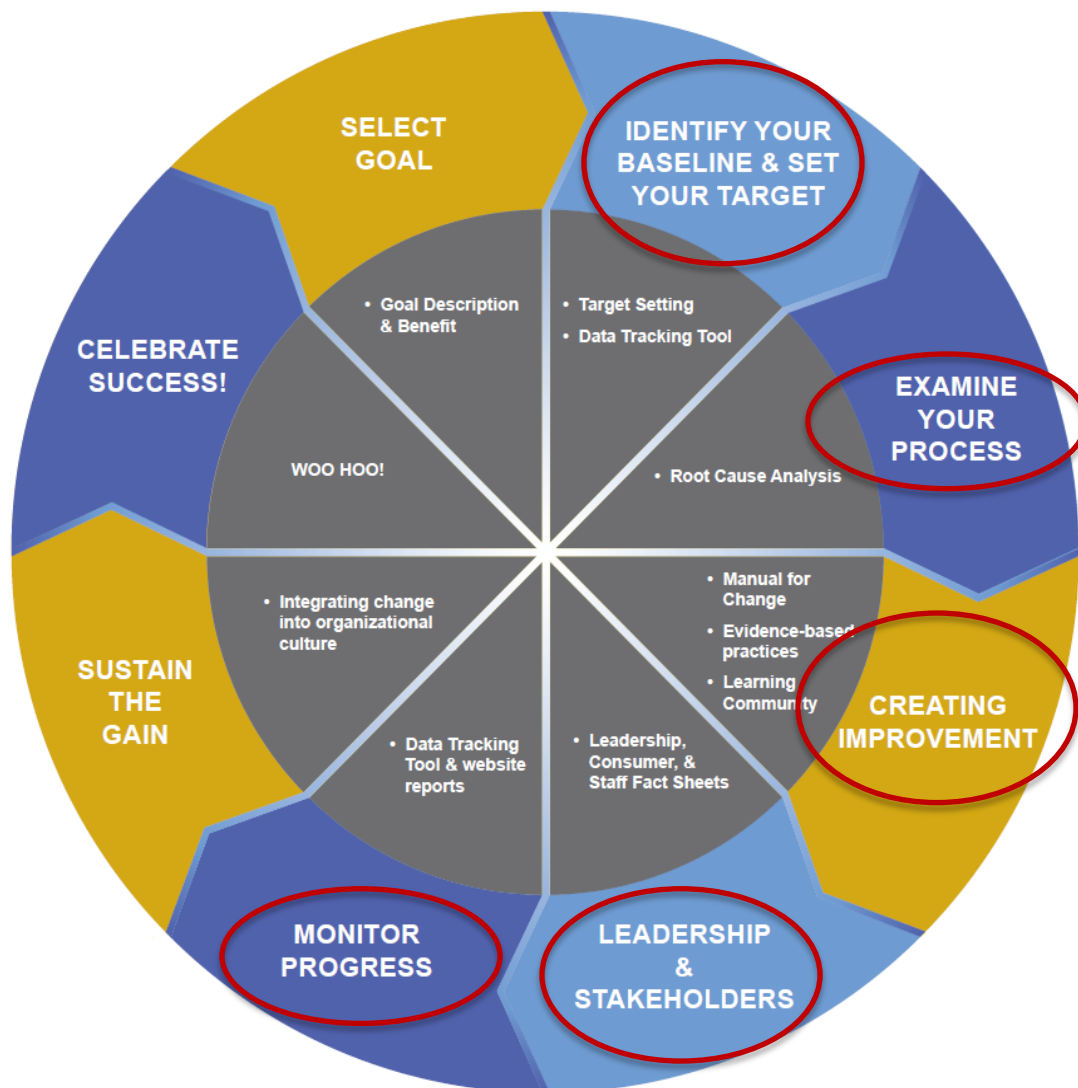 SELECT
GOAL
• Goal Description
& Benefit
IDENTIFY YOUR
BASELINE & SET
YOUR TARGET
• Target Setting
• Data Tracking Tool
EXAMINE
YOUR
PROCESS
• Root Cause Analysis
CREATING
IMPROVEMENT
• Manual for
Change
• Evidence-based
practices
• Learning
Community
LEADERSHIP
&
STAKEHOLDERS
• Leadership,
Consumer, &
Staff Fact Sheets
MONITOR
PROGRESS
• Data Tracking
Tool & website
reports
SUSTAIN
THE
GAIN
• Integrating change
into organizational
culture
CELEBRATE
SUCCESS!
WOO HOO!